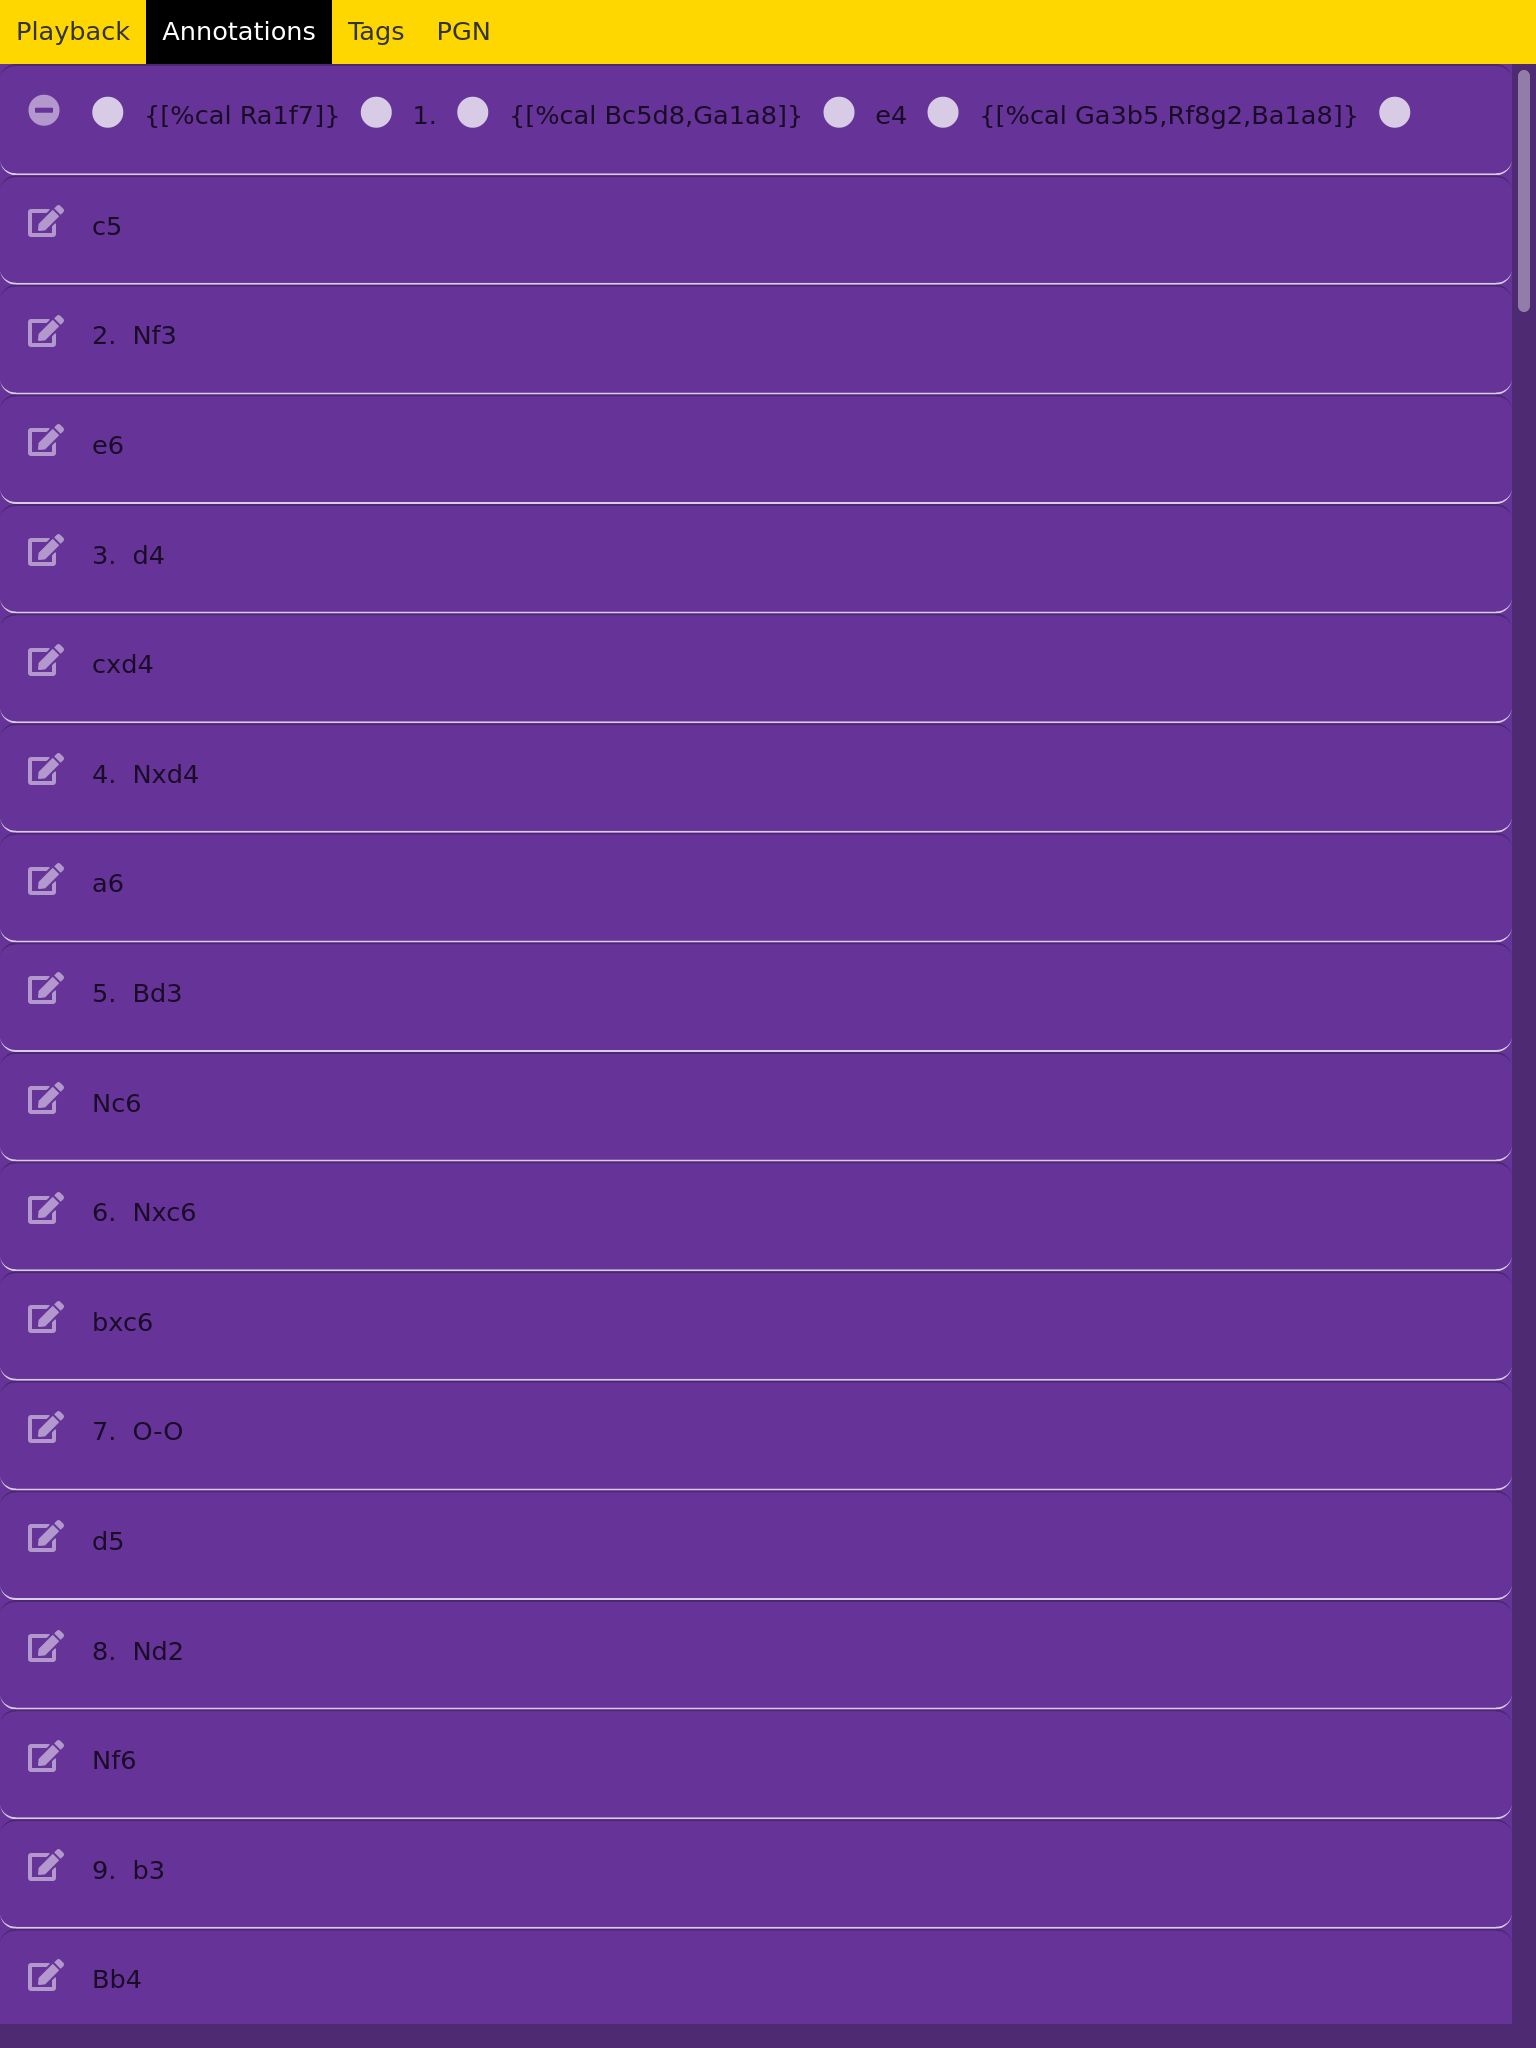 Playback Annotations Tags PGN
{[%cal Ra1f7]} 1. {[%cal Bc5d8,Ga1a8]} e4 {[%cal Ga3b5,Rf8g2,Ba1a8]}
c5
2. Nf3
e6
3. d4
cxd4
4. Nxd4
a6
5. Bd3
Nc6
6. Nxc6
bxc6
7. O-O
d5
8. Nd2
Nf6
9. b3
Bb4